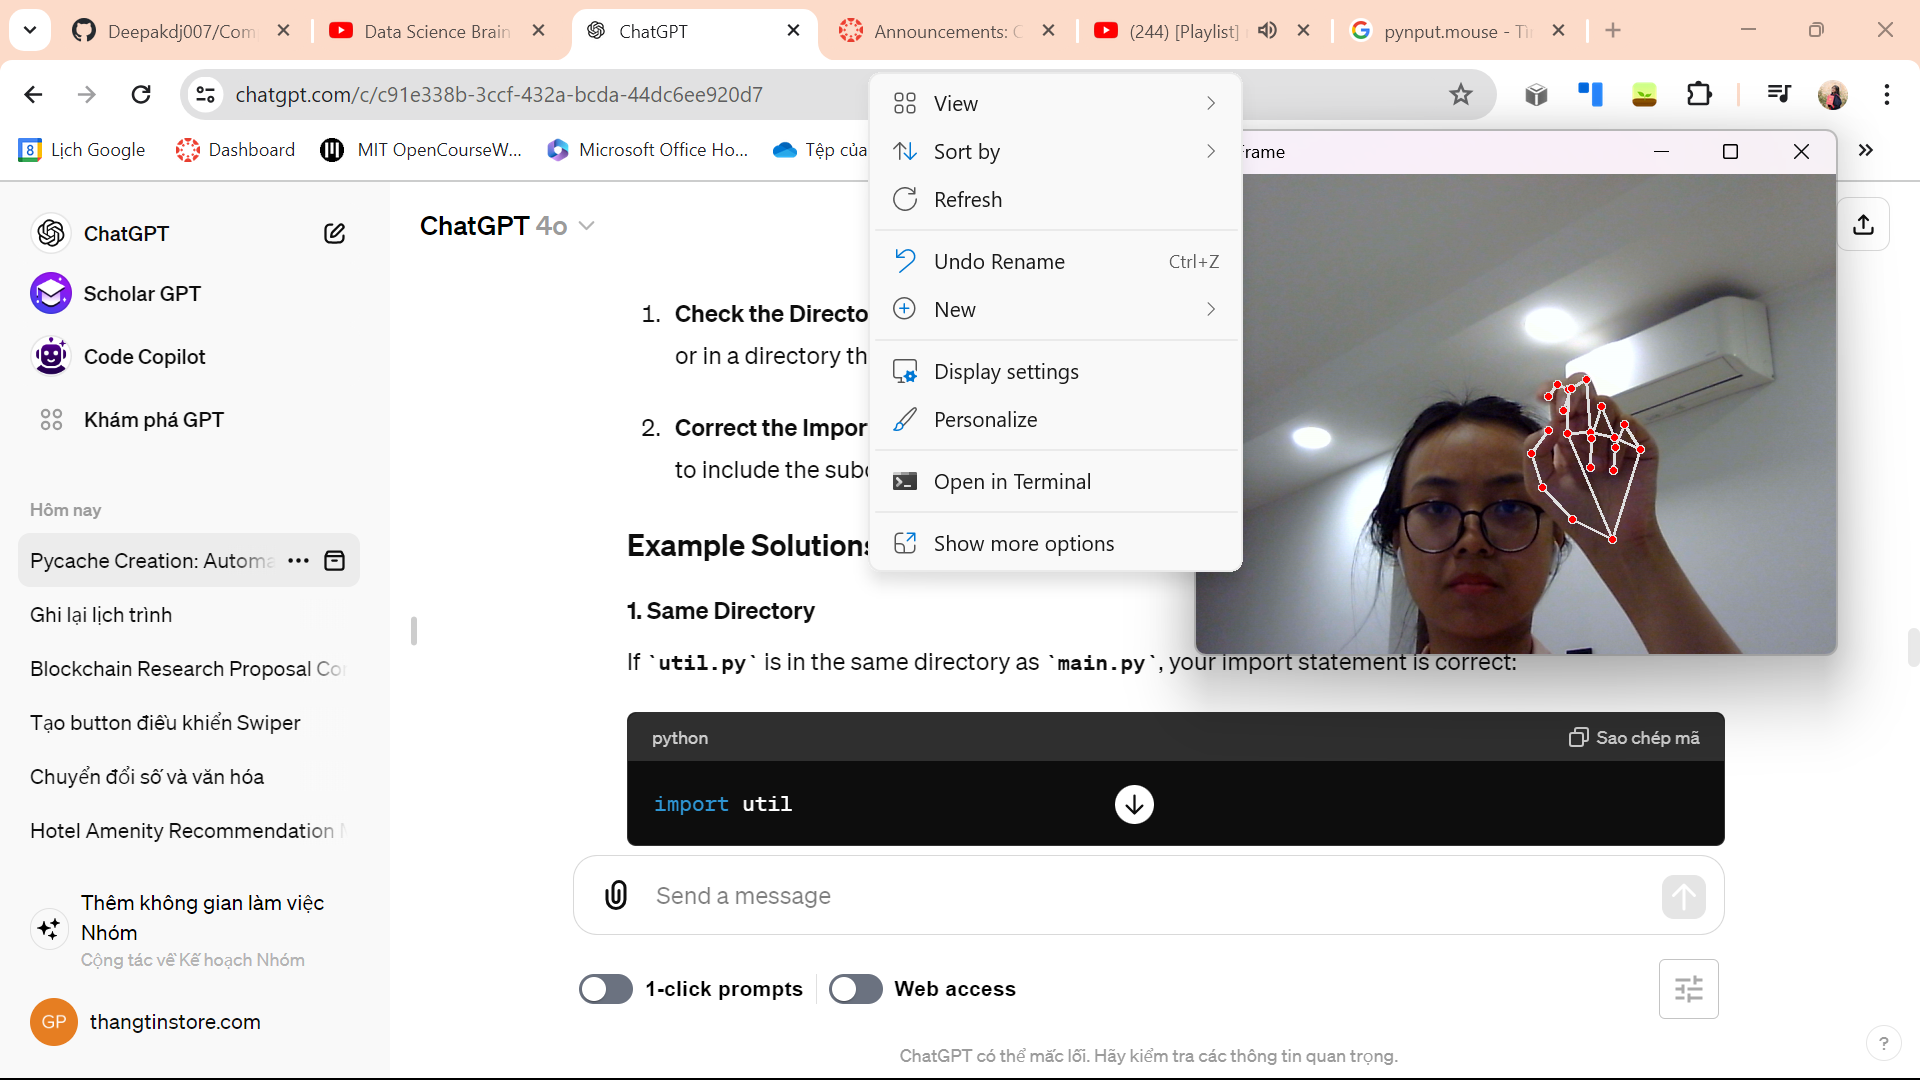 Deepakdj007/Com
Data Science Brain
ChatGPT
Announcements: C
(244) [Playlist]
pynput.mouse - Tì
chatgpt.com/c/c91e338b-3ccf-432a-bcda-44dc6ee920d7
8
Lịch Google
Dashboard
MIT OpenCourseW...
Microsoft Office Ho...
Tệp của
View
Sort by
Refresh
Undo Rename Ctrl+Z
New
Display settings
Personalize
Open in Terminal
Show more options
rame
ChatGPT
Scholar GPT
Code Copilot
Khám phá GPT
Hôm nay
Pycache Creation: Automa
Ghi lại lịch trình
Blockchain Research Proposal Co
Tạo button điều khiển Swiper
Chuyển đổi số và văn hóa
Hotel Amenity Recommendation
Thêm không gian làm việc
Nhóm
Cộng tác về Kế hoạch Nhóm
GP
thangtinstore.com
ChatGPT 4o
1. Check the Directo
or in a directory th
2. Correct the Impor
to include the subd
Example Solutions
1. Same Directory
If `util.py` is in the same directory as `main.py`, your import statement is correct:
python
Sao chép mã
import util
Send a message
1-click prompts
Web access
ChatGPT có thể mắc lỗi. Hãy kiểm tra các thông tin quan trọng.
?